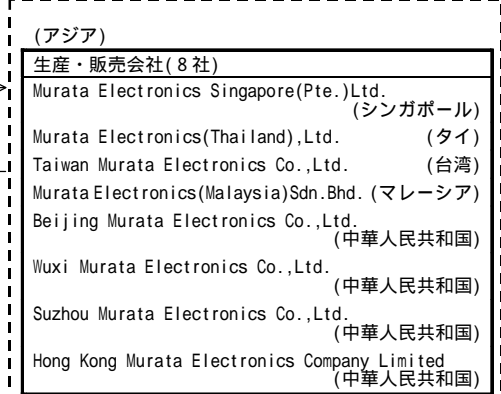 (アジア)
生産・販売会社(8社)
Murata Electronics Singapore(Pte.)Ltd.
(シンガポール)
Murata Electronics(Thailand),Ltd. (タイ)
Taiwan Murata Electronics Co.,Ltd. (台湾)
Murata Electronics(Malaysia)Sdn.Bhd. (マレーシア)
Beijing Murata Electronics Co.,Ltd.
(中華人民共和国)
Wuxi Murata Electronics Co.,Ltd.
(中華人民共和国)
Suzhou Murata Electronics Co.,Ltd.
(中華人民共和国)
Hong Kong Murata Electronics Company Limited
(中華人民共和国)